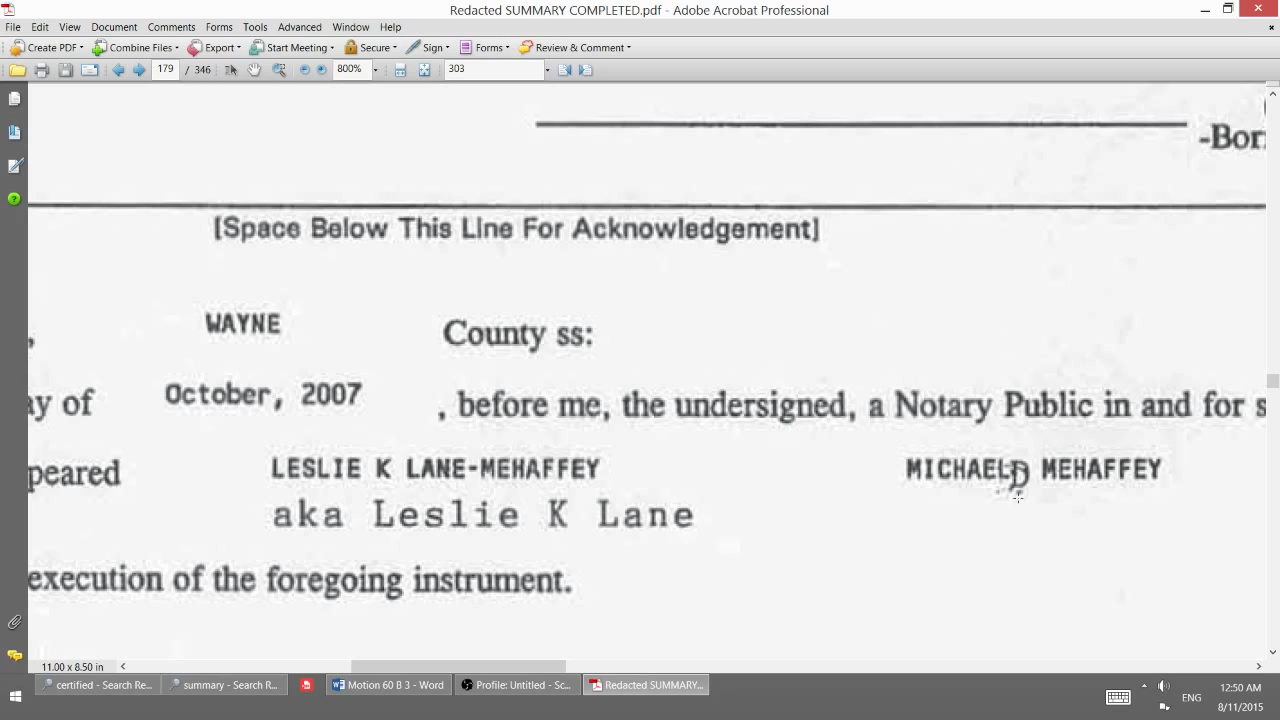 Redacted SUMMARY COMPLETED.pdf - Adobe Acrobat Professional
File Edit View Document Comments Forms Tools Advanced Window Help
Create PDF Combine Files Export Start Meeting Secure Sign Forms Review & Comment
179 / 346 800% 303
-Bor
[Space Below This Line For Acknowledgement]
, WAYNE County ss:
ay of October, 2007 , before me, the undersigned, a Notary Public in and for s
peared LESLIE K LANE-MEHAFFEY MICHAEL D MEHAFFEY
aka Leslie K Lane
execution of the foregoing instrument.
11.00 x 8.50 in
certified - Search Re... summary - Search R... Motion 60 B 3 - Word Profile: Untitled - Sc... Redacted SUMMARY... ENG 12:50 AM
8/11/2015